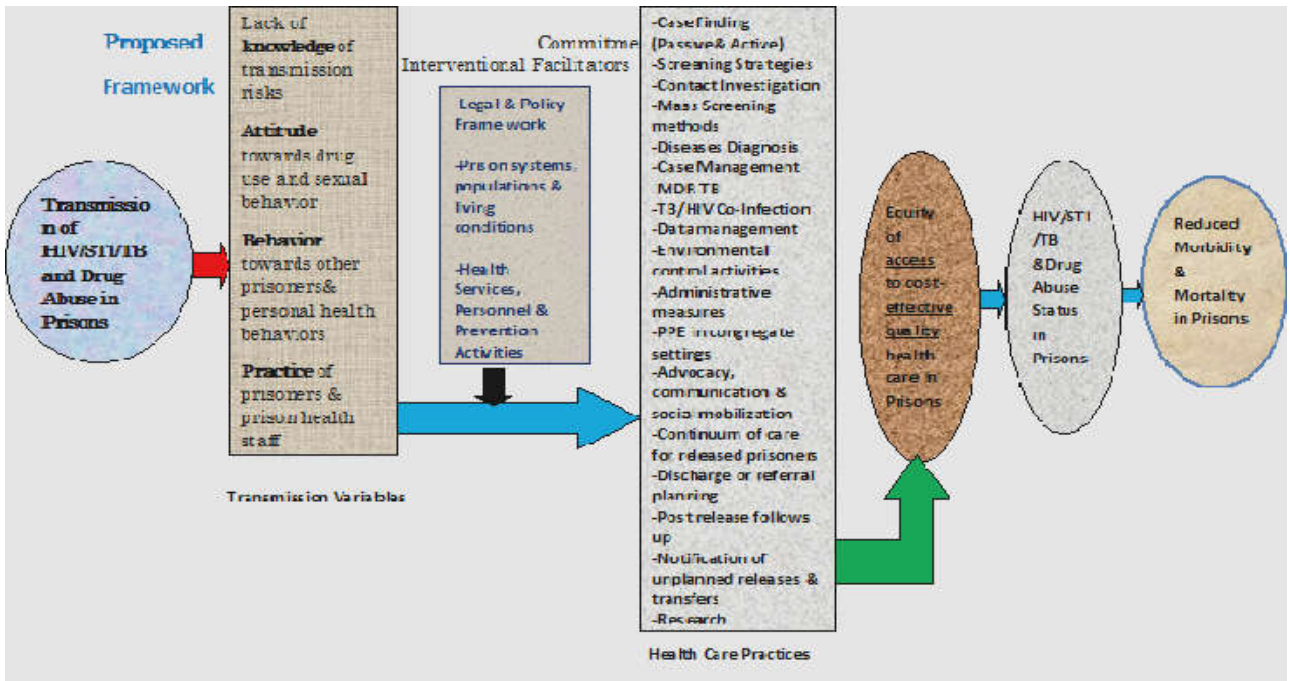 Proposed
Framework
Transmissio
n of
HIV/STI/TB
and Drug
Abuse in
Prisons
Lack of
knowledge of
transmission
risks
Attitude
towards drug
use and sexual
behavior
Behavior
towards other
prisoners&
personal health
behaviors
Practice of
prisoners &
prison health
staff
Transmission Variables
Commitme
Interventional Facilitators
Legal & Policy
Framework
-Prison systems,
populations &
living
conditions
-Health
Services,
Personnel &
Prevention
Activities
-Case Finding
(Passive& Active)
-Screening Strategies
-Contact Investigation
-Mass Screening
methods
-Diseases Diagnosis
-Case Management
MDR TB
-TB/HIV Co-Infection
-Data management
-Environmental
control activities
-Administrative
measures
-PPE in congregate
settings
-Advocacy,
communication &
social mobilization
-Continuum of care
for released prisoners
-Discharge or referral
planning
-Post release follows
up
-Notification of
unplanned releases &
transfers
-Research
Health Care Practices
Equity
of
access
to cost-
effective
quality
health
care in
Prisons
HIV/STI
/TB
&Drug
Abuse
Status
in
Prisons
Reduced
Morbidity
&
Mortality
in Prisons